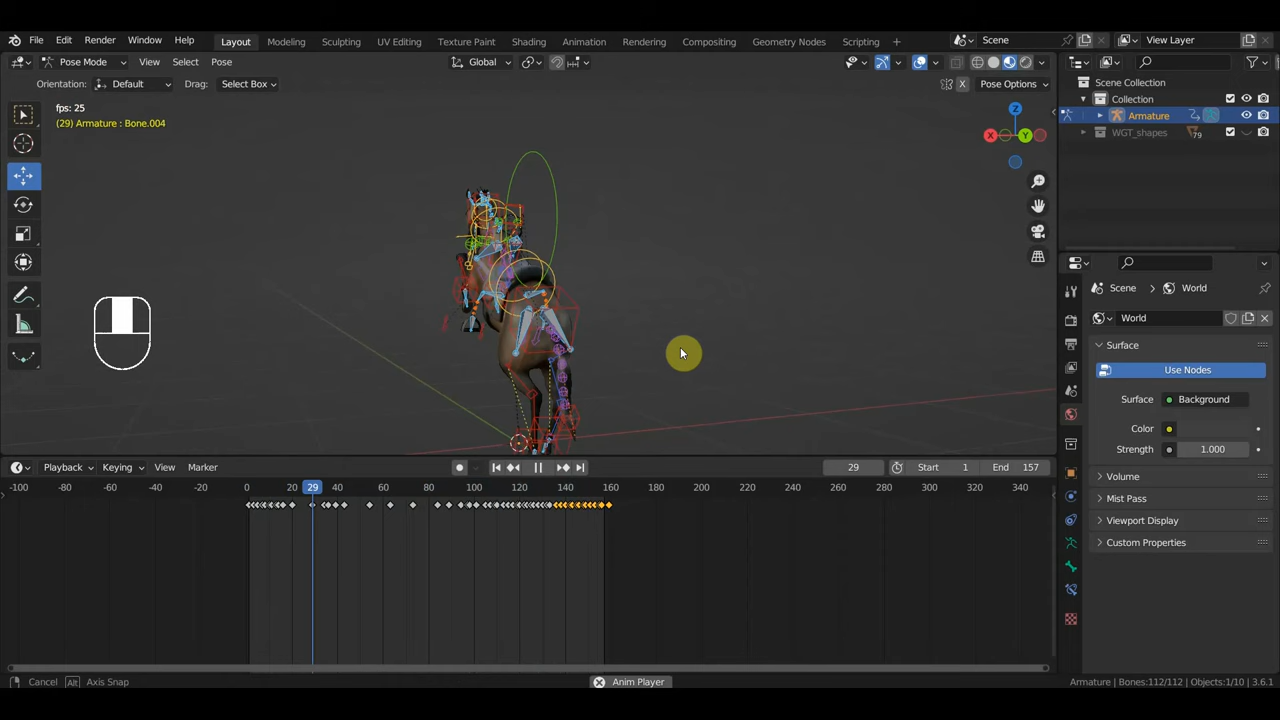 File Edit Render Window Help Layout Modeling Sculpting UV Editing Texture Paint Shading Animation Rendering Compositing Geometry Nodes Scripting + Scene View Layer
Pose Mode View Select Pose Global
Orientation: Default Drag: Select Box X Pose Options
fps: 25
(29) Armature : Bone.004
Z
X Y
Scene Collection
Collection
Armature
WGT_shapes 79
Scene > World
World
Surface
Use Nodes
Surface Background
Color
Strength 1.000
Volume
Mist Pass
Viewport Display
Custom Properties
Playback Keying View Marker 29 Start 1 End 157
-100 -80 -60 -40 -20 0 20 29 40 60 80 100 120 140 160 180 200 220 240 260 280 300 320 340
Cancel Alt Axis Snap Anim Player Armature | Bones:112/112 | Objects:1/10 | 3.6.1